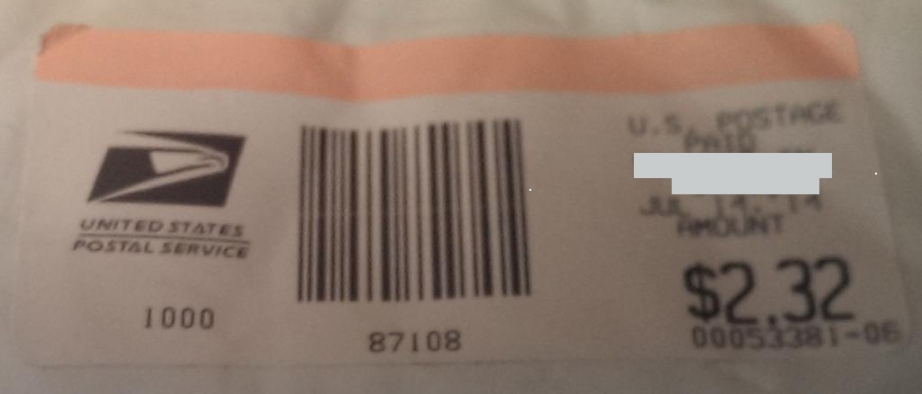 UNITED STATES
POSTAL SERVICE
1000
87108
U.S. POSTAGE
PAID
JUL 14, '14
AMOUNT
$2.32
00053381-06